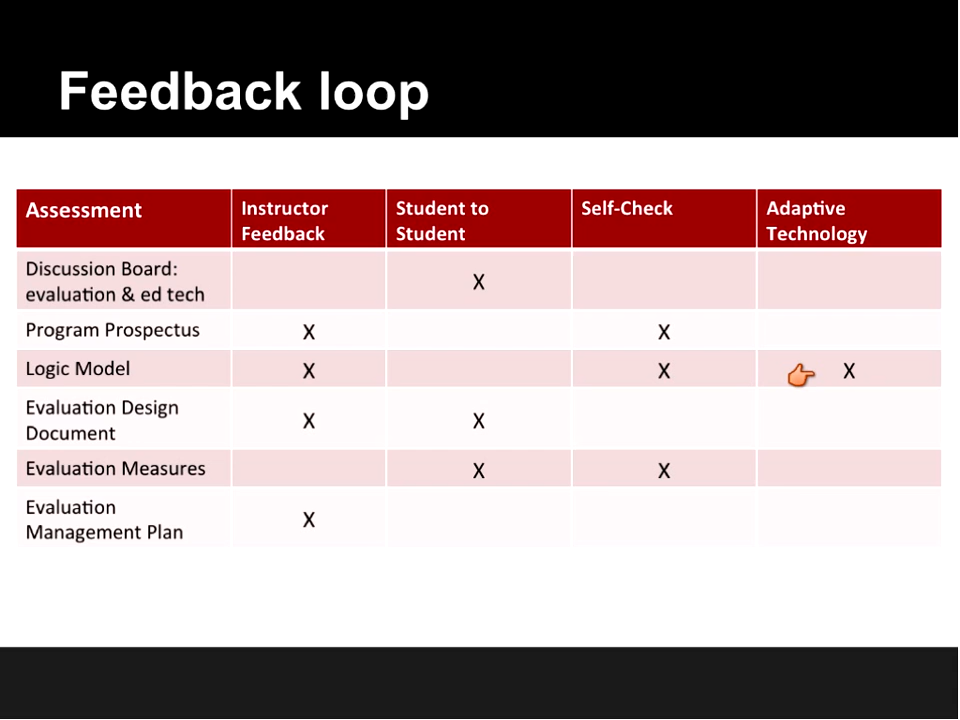 Feedback loop
Assessment Instructor Feedback Student to Student Self-Check Adaptive Technology
Discussion Board: evaluation & ed tech X
Program Prospectus X X
Logic Model X X X
Evaluation Design Document X X
Evaluation Measures X X
Evaluation Management Plan X